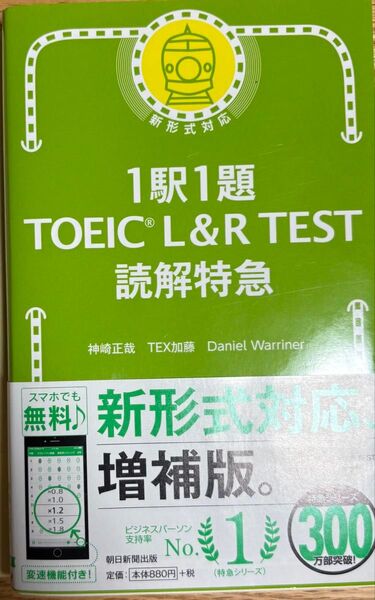 新形式対応
1駅1題
TOEIC® L&R TEST
読解特急
神崎正哉 TEX加藤 Daniel Warriner
スマホでも
無料♪
×0.8
×1.0
×1.2
×1.5
×1.8
変速機能付き!
新形式対応、
増補版。
ビジネスパーソン
支持率
No.1
(特急シリーズ)
朝日新聞出版
定価:本体880円+税
300
万部突破!